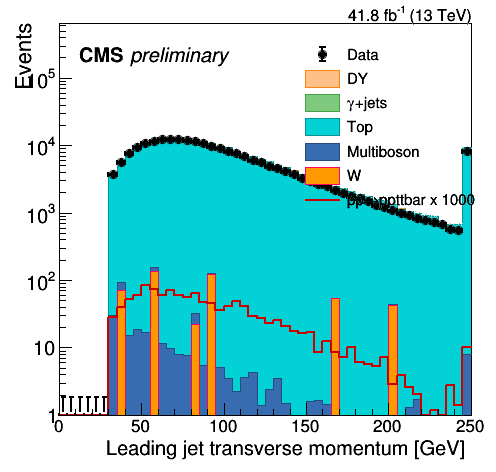 41.8 fb⁻¹ (13 TeV)
Events
CMS preliminary
Data
DY
γ+jets
Top
Multiboson
W
ppttbar x 1000
10⁵
10⁴
10³
10²
10
1
0 50 100 150 200 250
Leading jet transverse momentum [GeV]